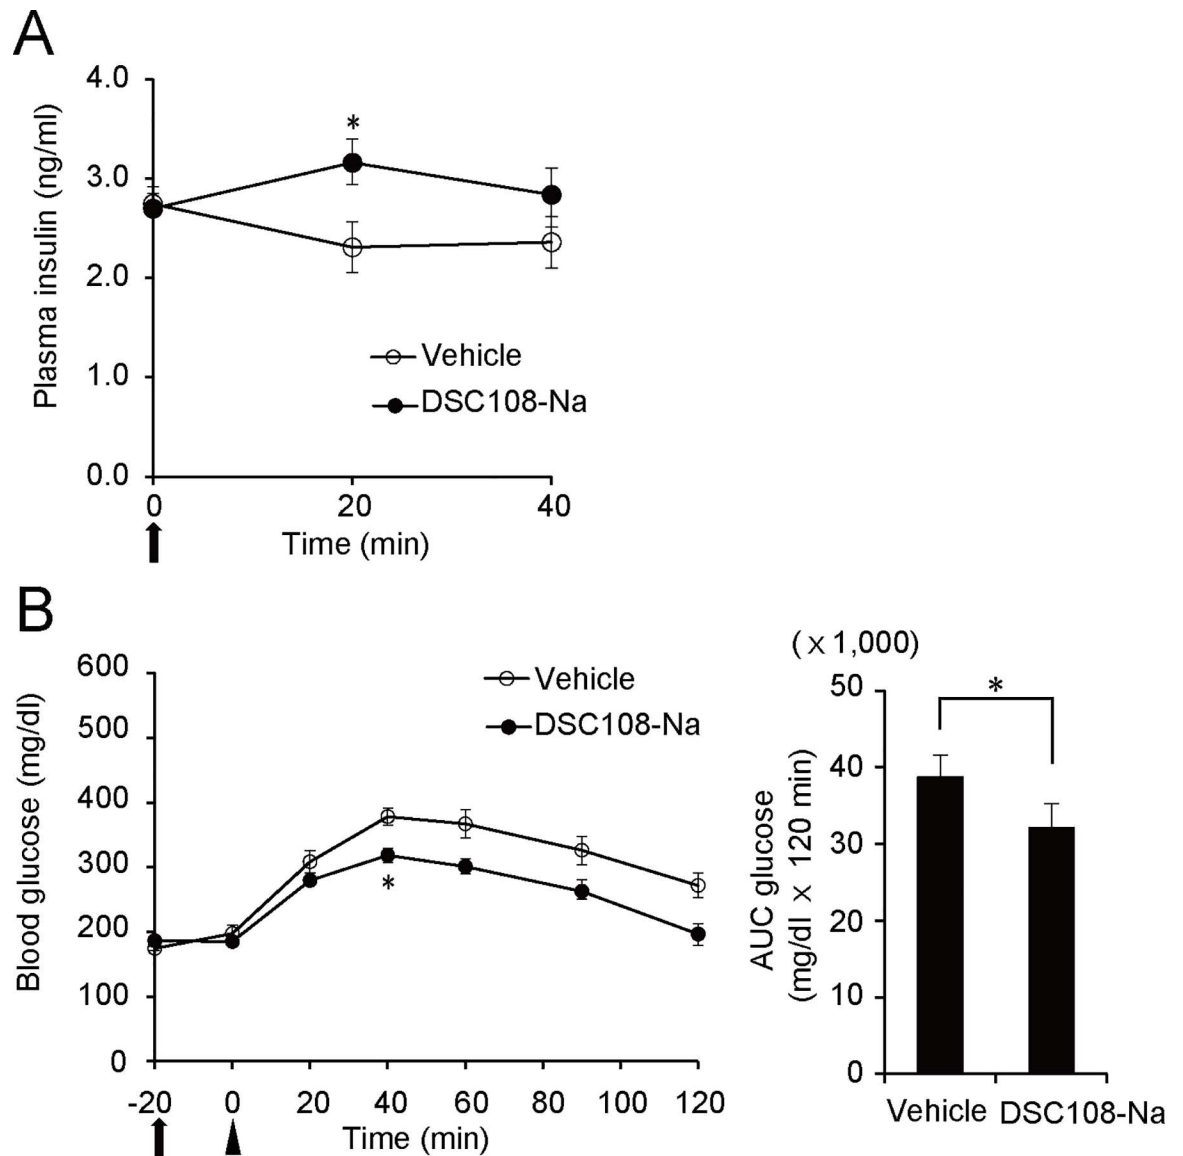 A
4.0
3.0
2.0
1.0
0.0
Plasma insulin (ng/ml)
*
Vehicle
DSC108-Na
0 20 40
Time (min)
B
600
500
400
300
200
100
0
Blood glucose (mg/dl)
Vehicle
DSC108-Na
*
-20 0 20 40 60 80 100 120
Time (min)
(x1,000)
50
40
30
20
10
0
AUC glucose
(mg/dl x 120 min)
*
Vehicle DSC108-Na